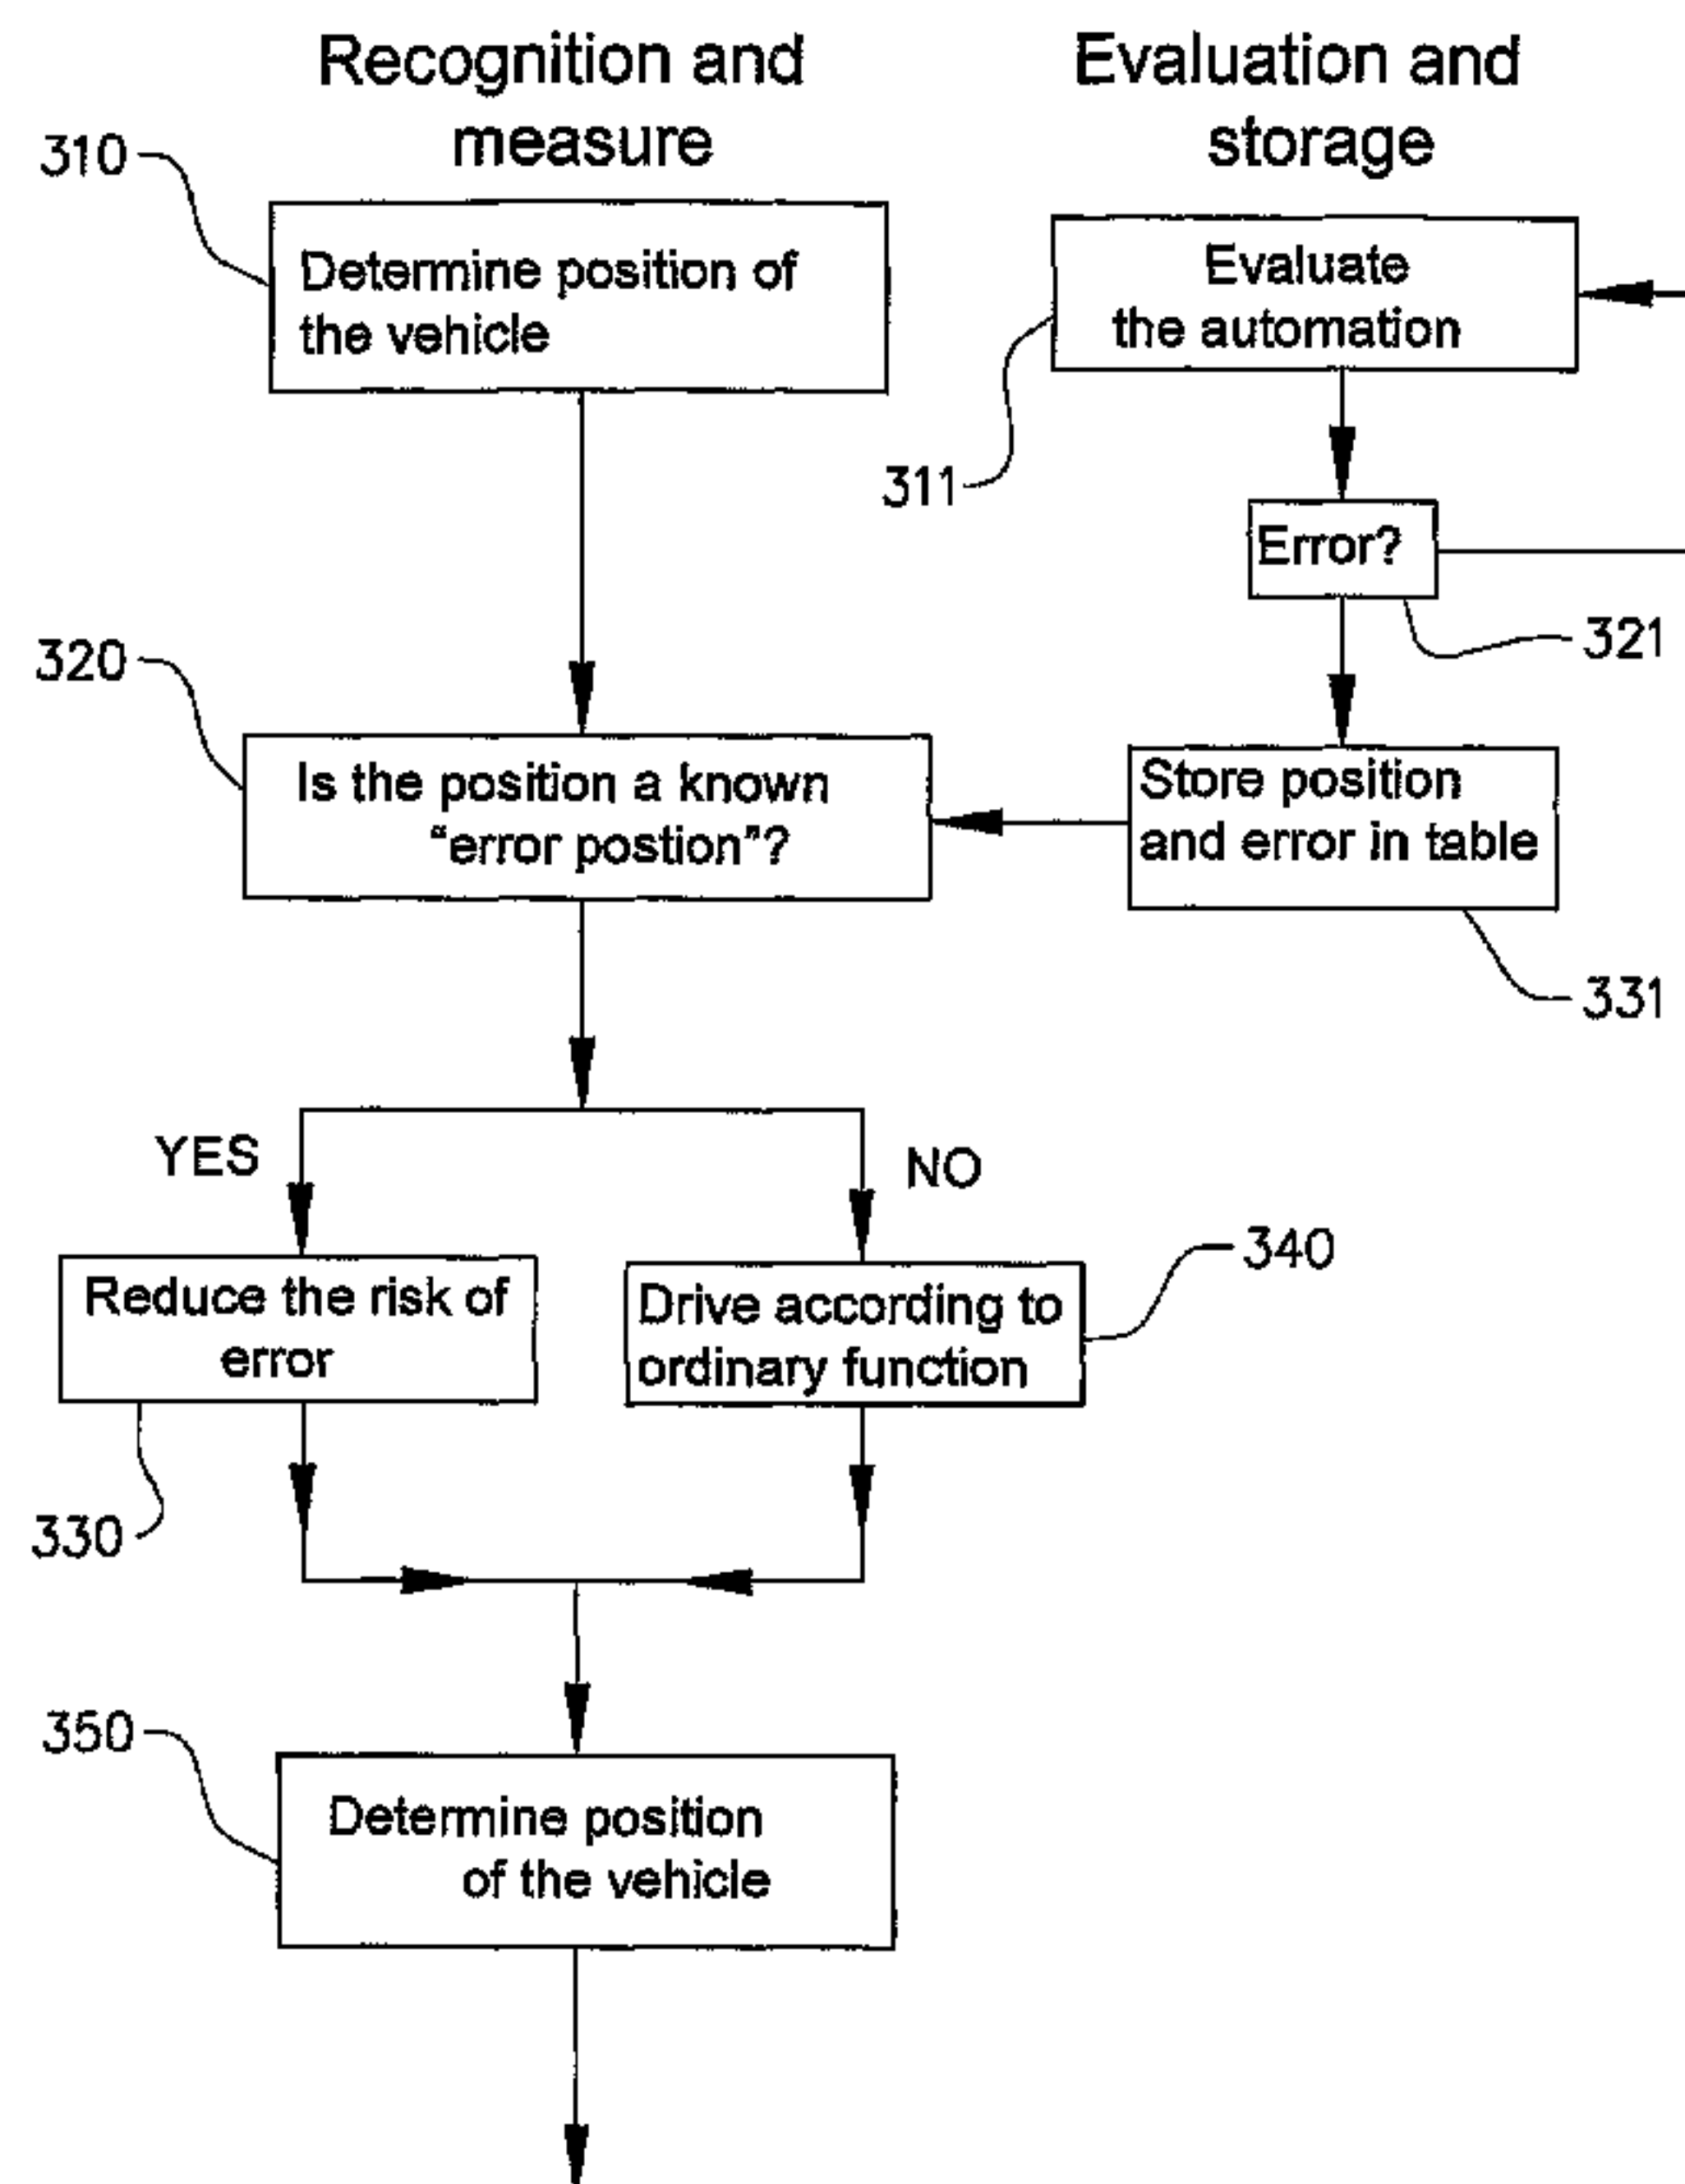 Recognition and
measure
Evaluation and
storage
310
Determine position of
the vehicle
Evaluate
the automation
311
Error?
321
320
Is the position a known
"error postion"?
Store position
and error in table
331
YES
NO
340
Reduce the risk of
error
Drive according to
ordinary function
330
350
Determine position
of the vehicle